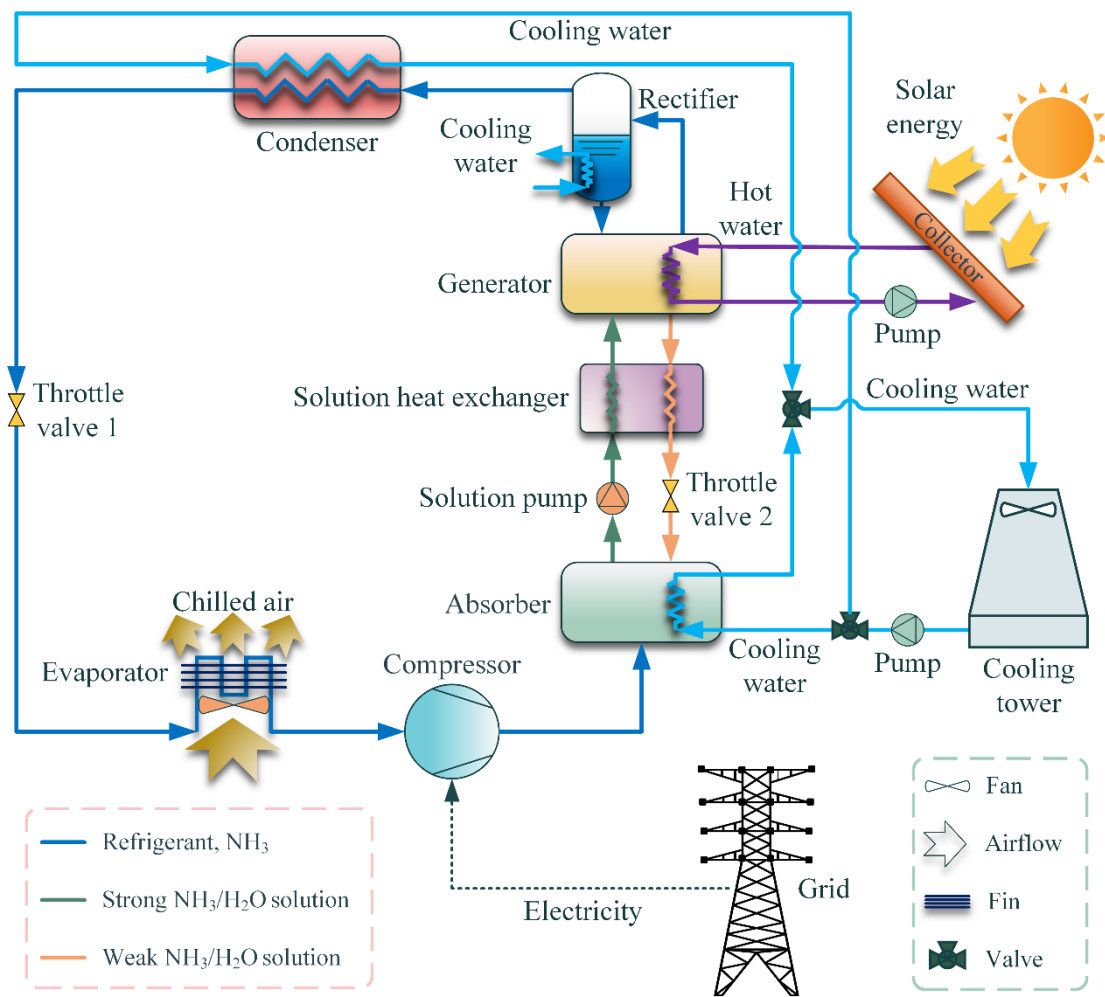 Cooling water
Condenser
Rectifier
Cooling
water
Solar
energy
Hot
water
Collector
Generator
Pump
Throttle
valve 1
Solution heat exchanger
Cooling water
Solution pump
Throttle
valve 2
Chilled air
Absorber
Evaporator
Compressor
Cooling
water
Pump
Cooling
tower
Refrigerant, NH₃
Strong NH₃/H₂O solution
Weak NH₃/H₂O solution
Electricity
Grid
Fan
Airflow
Fin
Valve